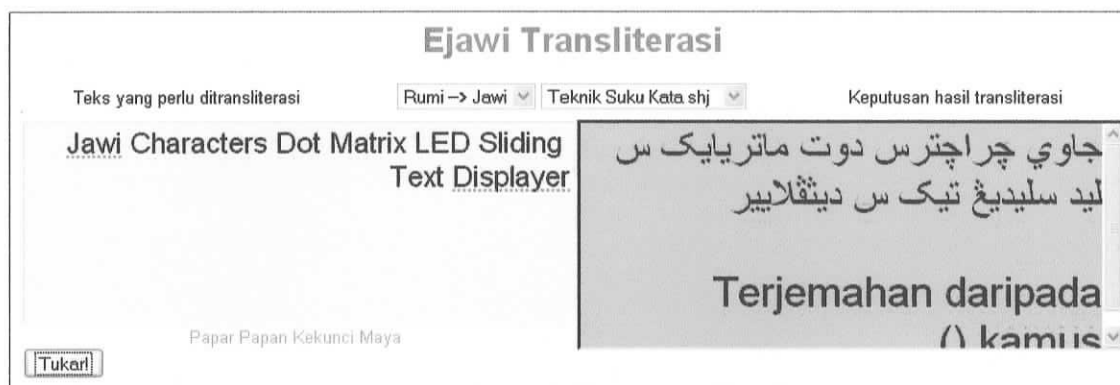 Ejawi Transliterasi
Teks yang perlu ditransliterasi
Rumi –> Jawi
Teknik Suku Kata shj
Keputusan hasil transliterasi
Jawi Characters Dot Matrix LED Sliding
Text Displayer
جاوي چراچترس دوت ماتريايک س
ليد سليديڠ تيک س ديثڤلايير
Terjemahan daripada
() kamus
Papar Papan Kekunci Maya
Tukar!